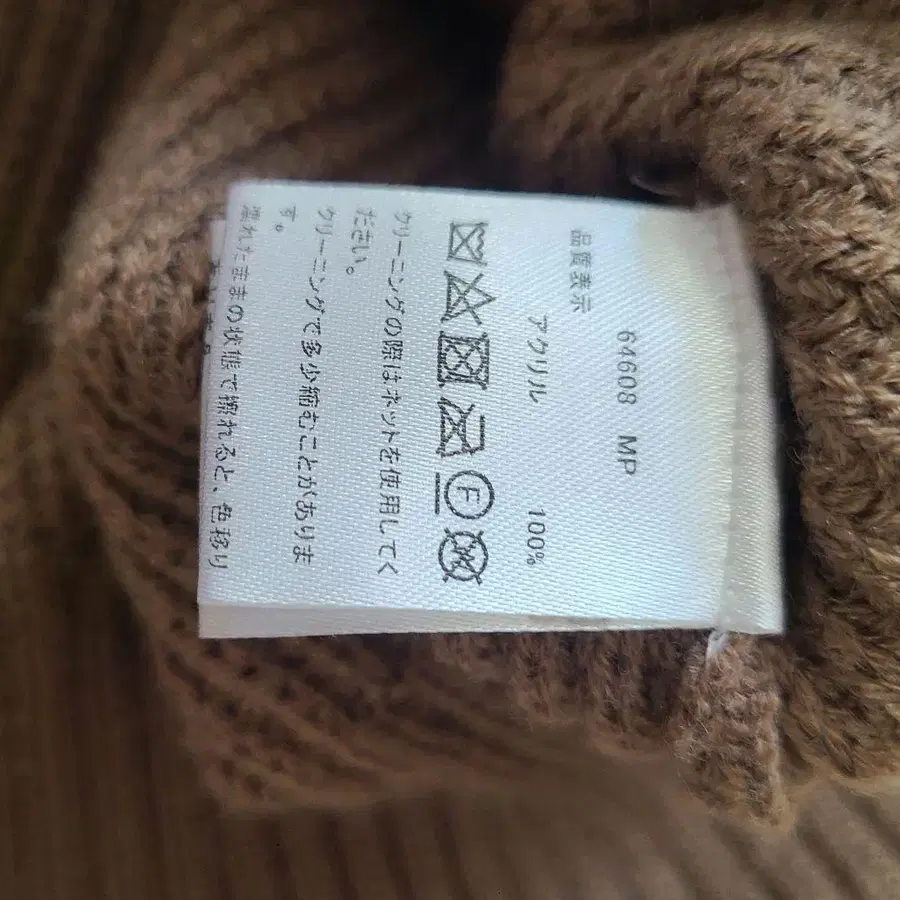 64608 MP
品質表示
アクリル 100%
F
クリーニングの際はネットを使用してく
ださい。
クリーニングで多少縮むことがありま
す。
濡れたままの状態で擦れると、色移り